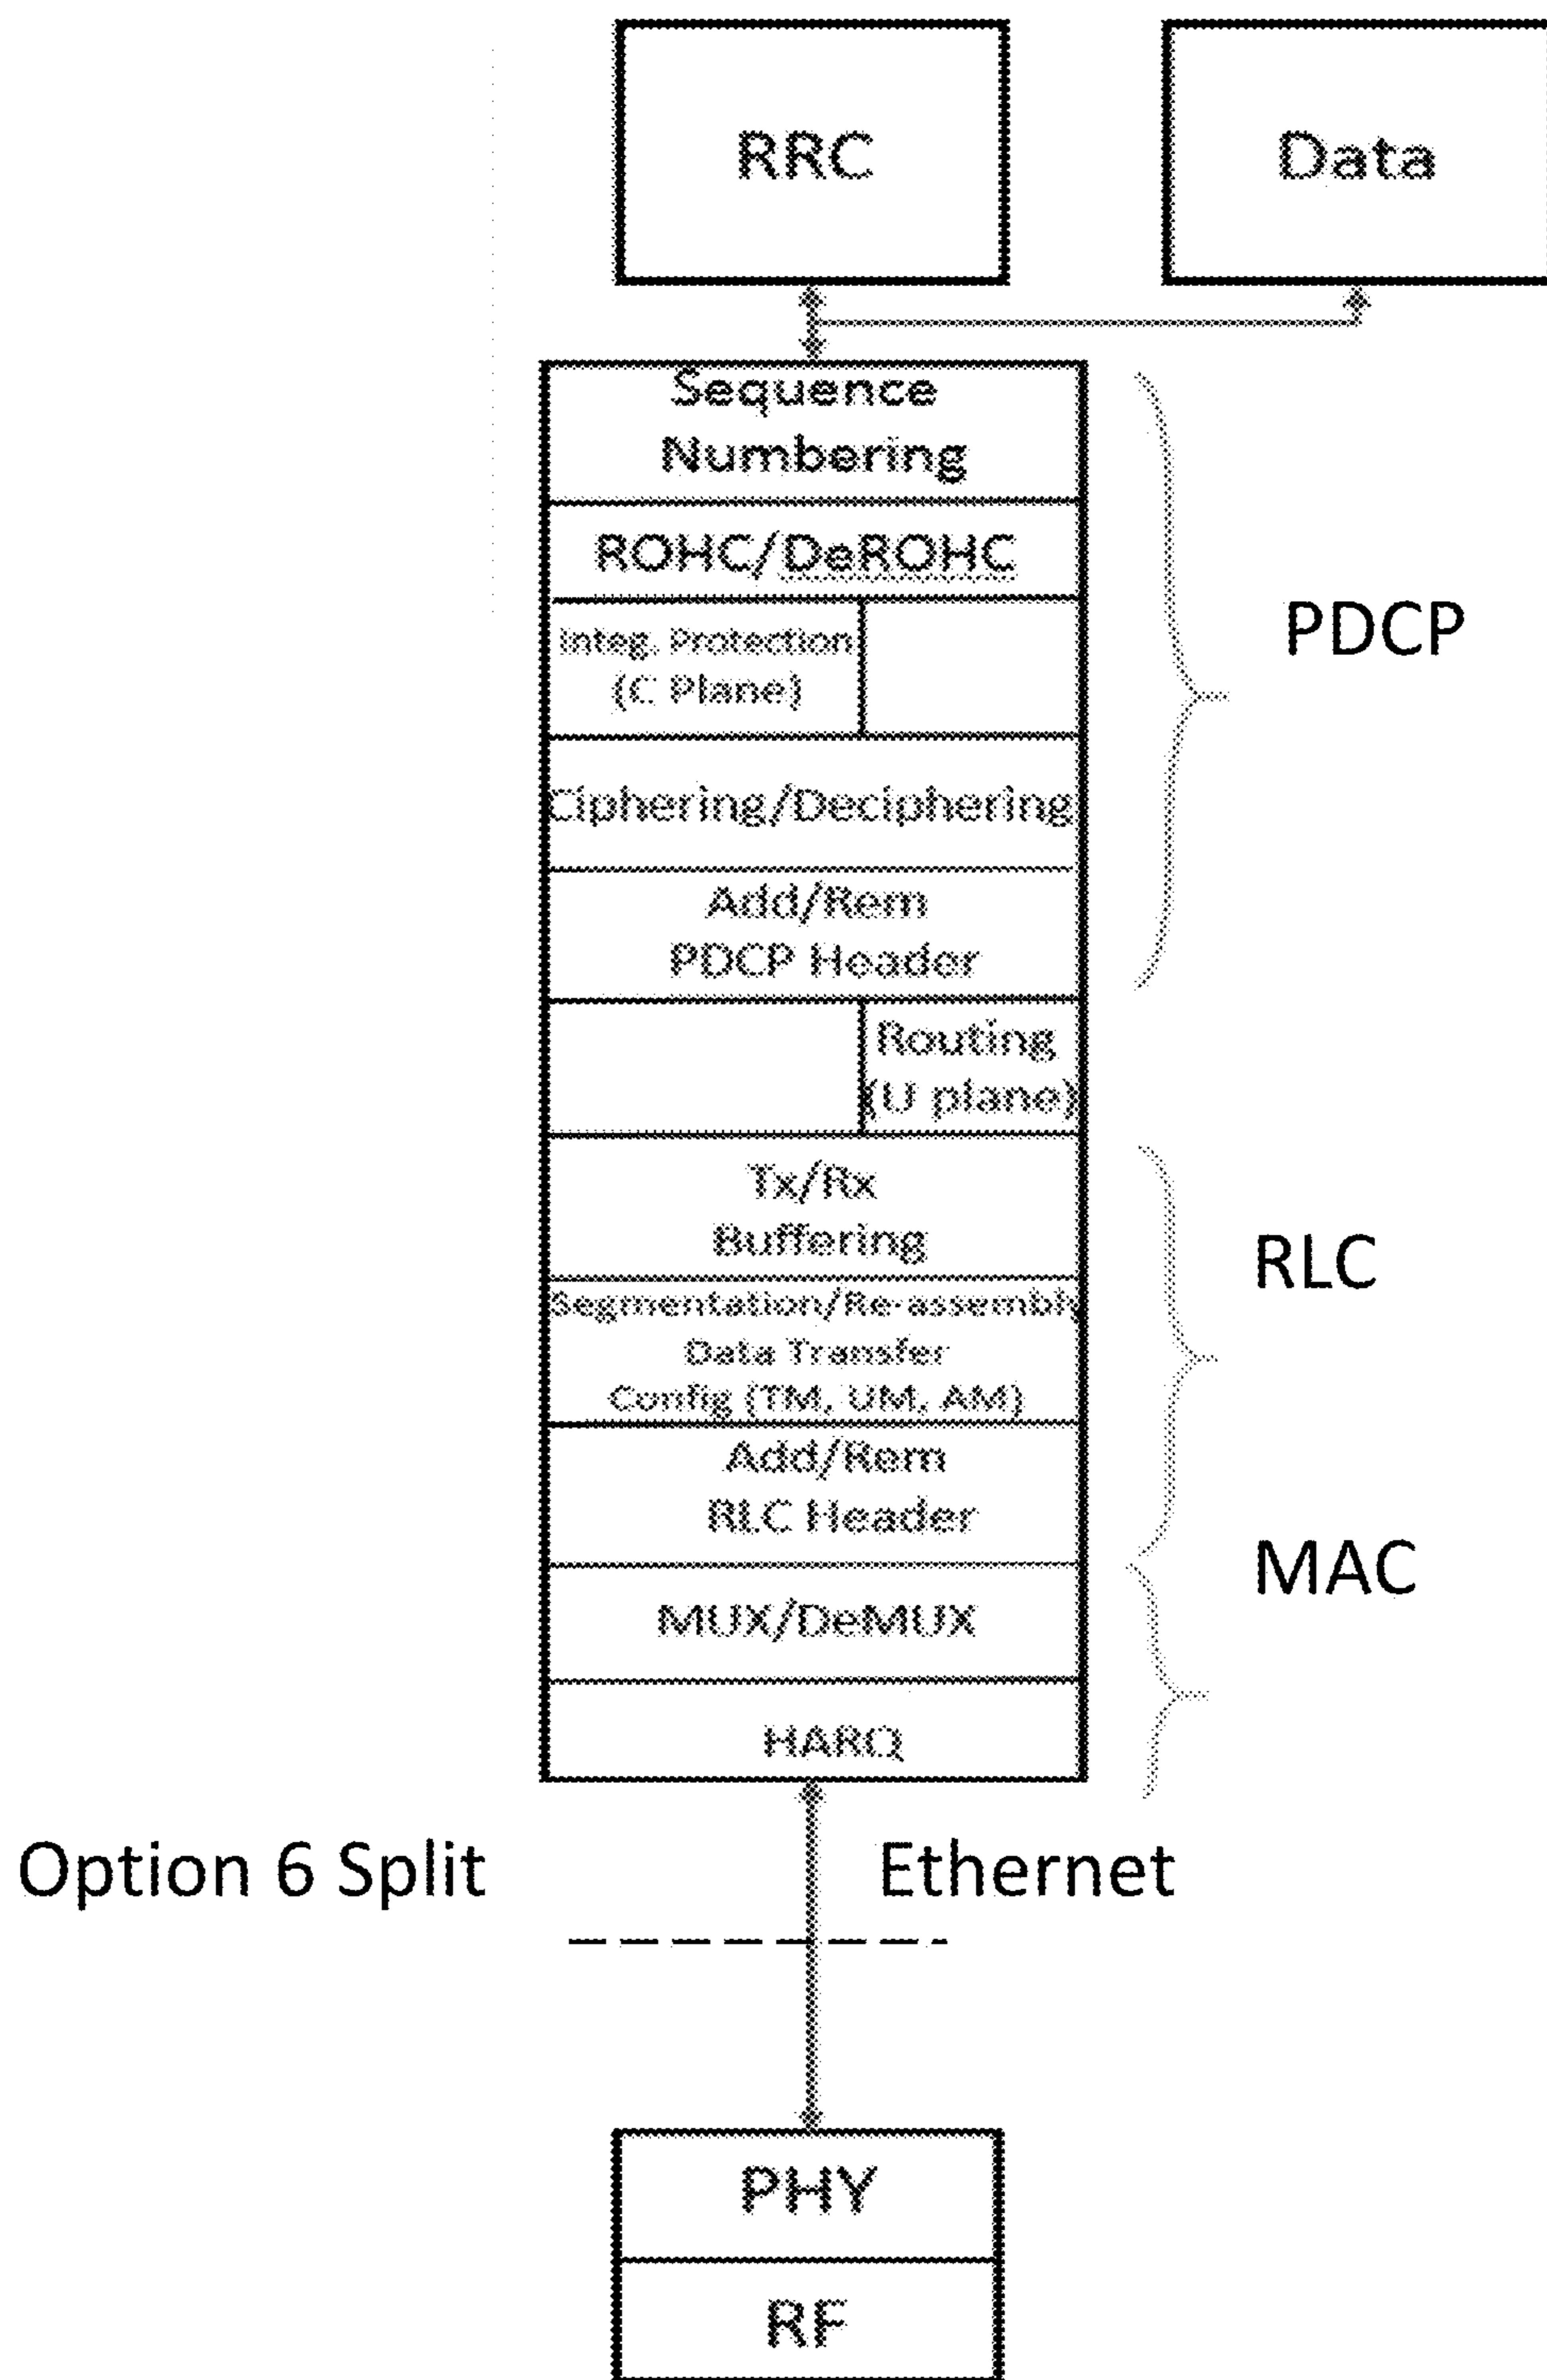 RRC
Data
Sequence
Numbering
ROHC/DeROHC
PDCP
Integ. Protection
(C Plane)
Ciphering/Deciphering
Add/Rem
PDCP Header
Routing
(U plane)
Tx/Rx
Buffering
RLC
Segmentation/Re-assembly
Data Transfer
Config (TM, UM, AM)
Add/Rem
RLC Header
MAC
MUX/DeMUX
HARQ
Option 6 Split
Ethernet
PHY
RF